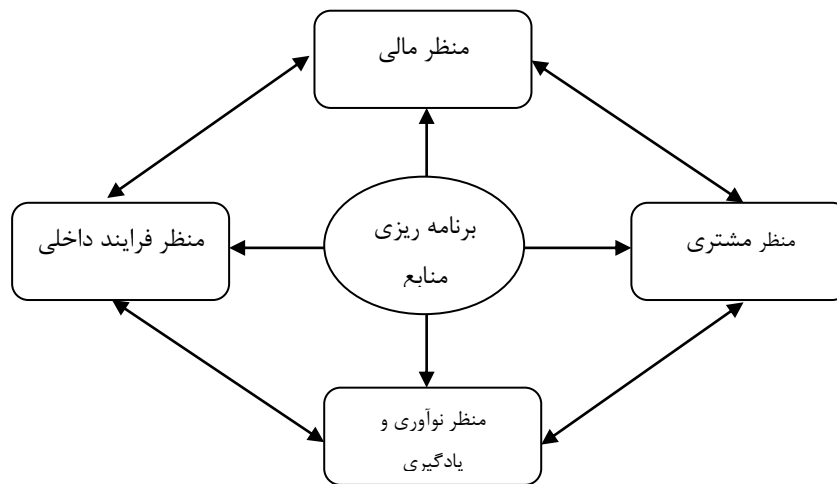 منظر مالی
منظر فرایند داخلی
برنامه ریزی
منابع
منظر مشتری
منظر نوآوری و
یادگیری